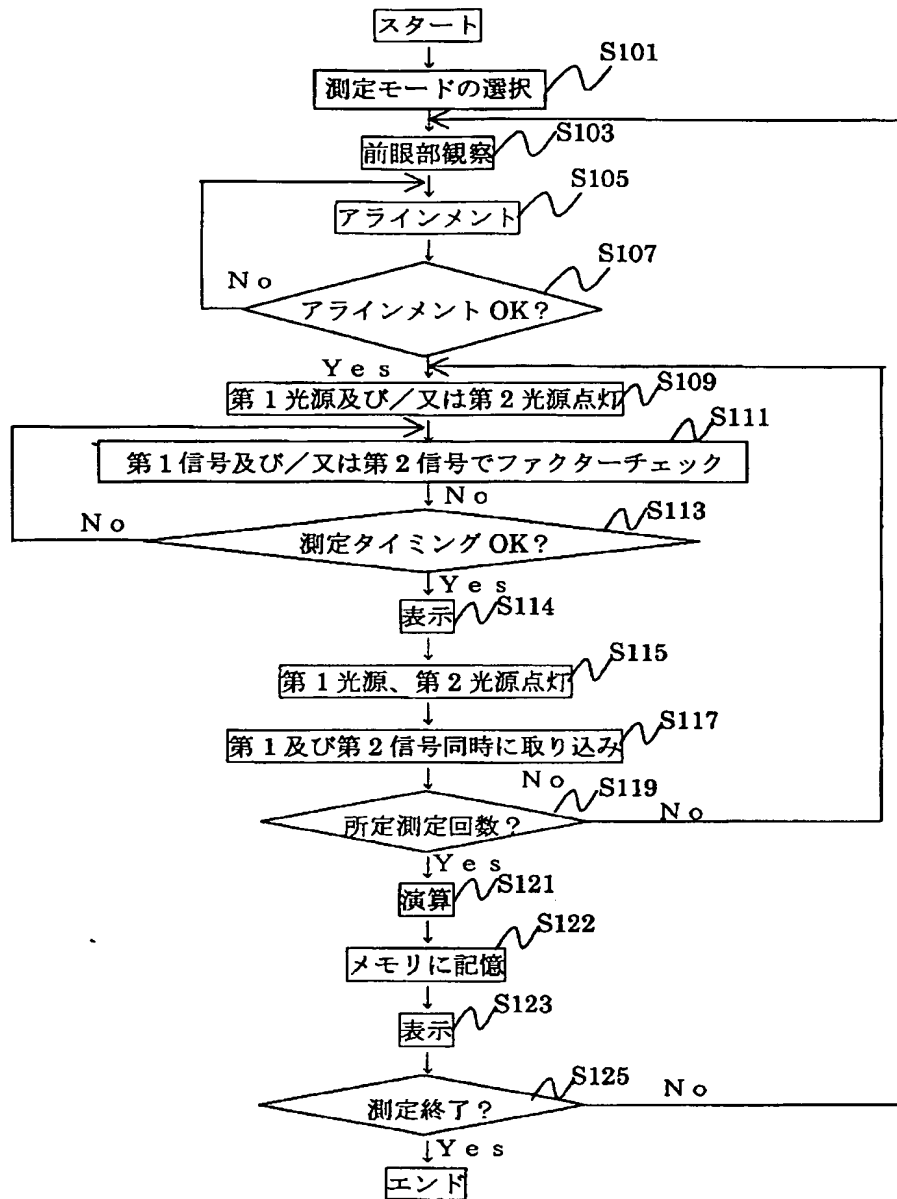 スタート
S101
測定モードの選択
S103
前眼部観察
S105
アラインメント
S107
No
アラインメントOK?
Yes
S109
第1光源及び/又は第2光源点灯
S111
第1信号及び/又は第2信号でファクターチェック
No
No
S113
測定タイミングOK?
Yes
S114
表示
S115
第1光源、第2光源点灯
S117
第1及び第2信号同時に取り込み
No
S119
No
所定測定回数?
Yes
S121
演算
S122
メモリに記憶
S123
表示
S125
No
測定終了?
Yes
エンド